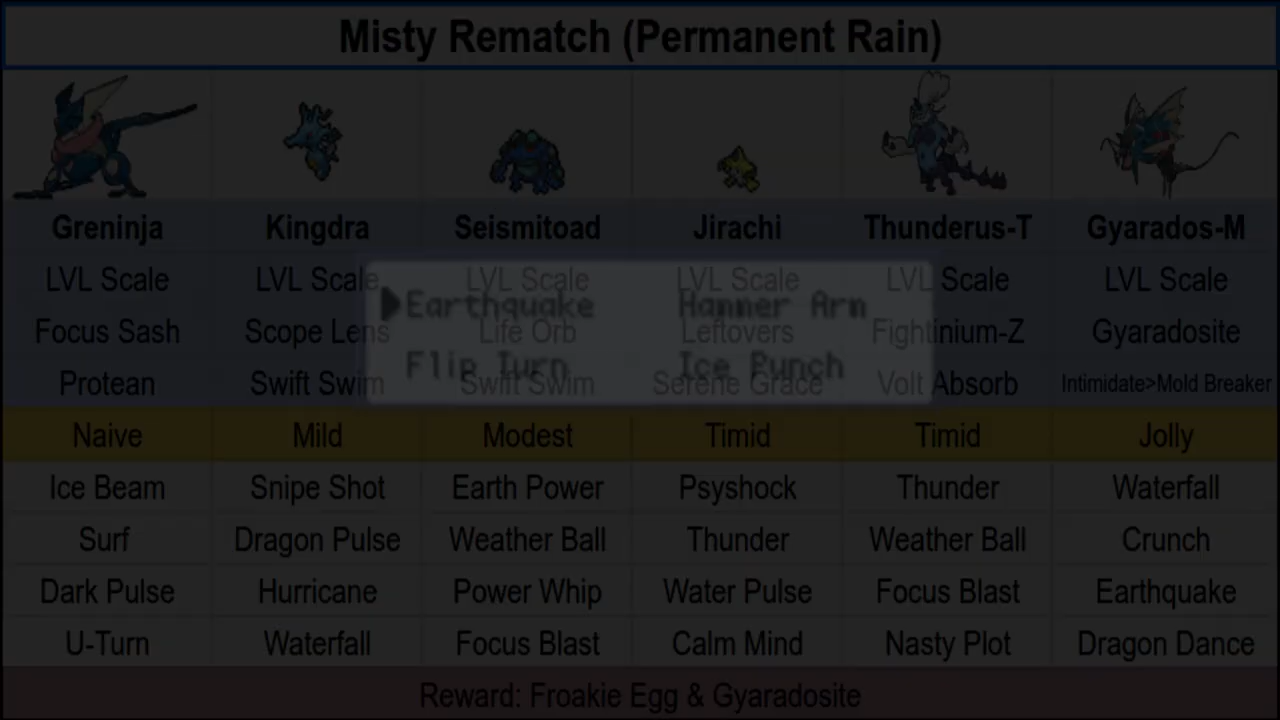 Misty Rematch (Permanent Rain)
Greninja Kingdra Seismitoad Jirachi Thunderus-T Gyarados-M
LVL Scale LVL Scale LVL Scale LVL Scale LVL Scale LVL Scale
Earthquake Hammer Arm
Focus Sash Scope Lens Life Orb Leftovers Fightinium-Z Gyaradosite
Flip Turn Ice Punch
Protean Swift Swim Swift Swim Serene Grace Volt Absorb Intimidate>Mold Breaker
Naive Mild Modest Timid Timid Jolly
Ice Beam Snipe Shot Earth Power Psyshock Thunder Waterfall
Surf Dragon Pulse Weather Ball Thunder Weather Ball Crunch
Dark Pulse Hurricane Power Whip Water Pulse Focus Blast Earthquake
U-Turn Waterfall Focus Blast Calm Mind Nasty Plot Dragon Dance
Reward: Froakie Egg & Gyaradosite